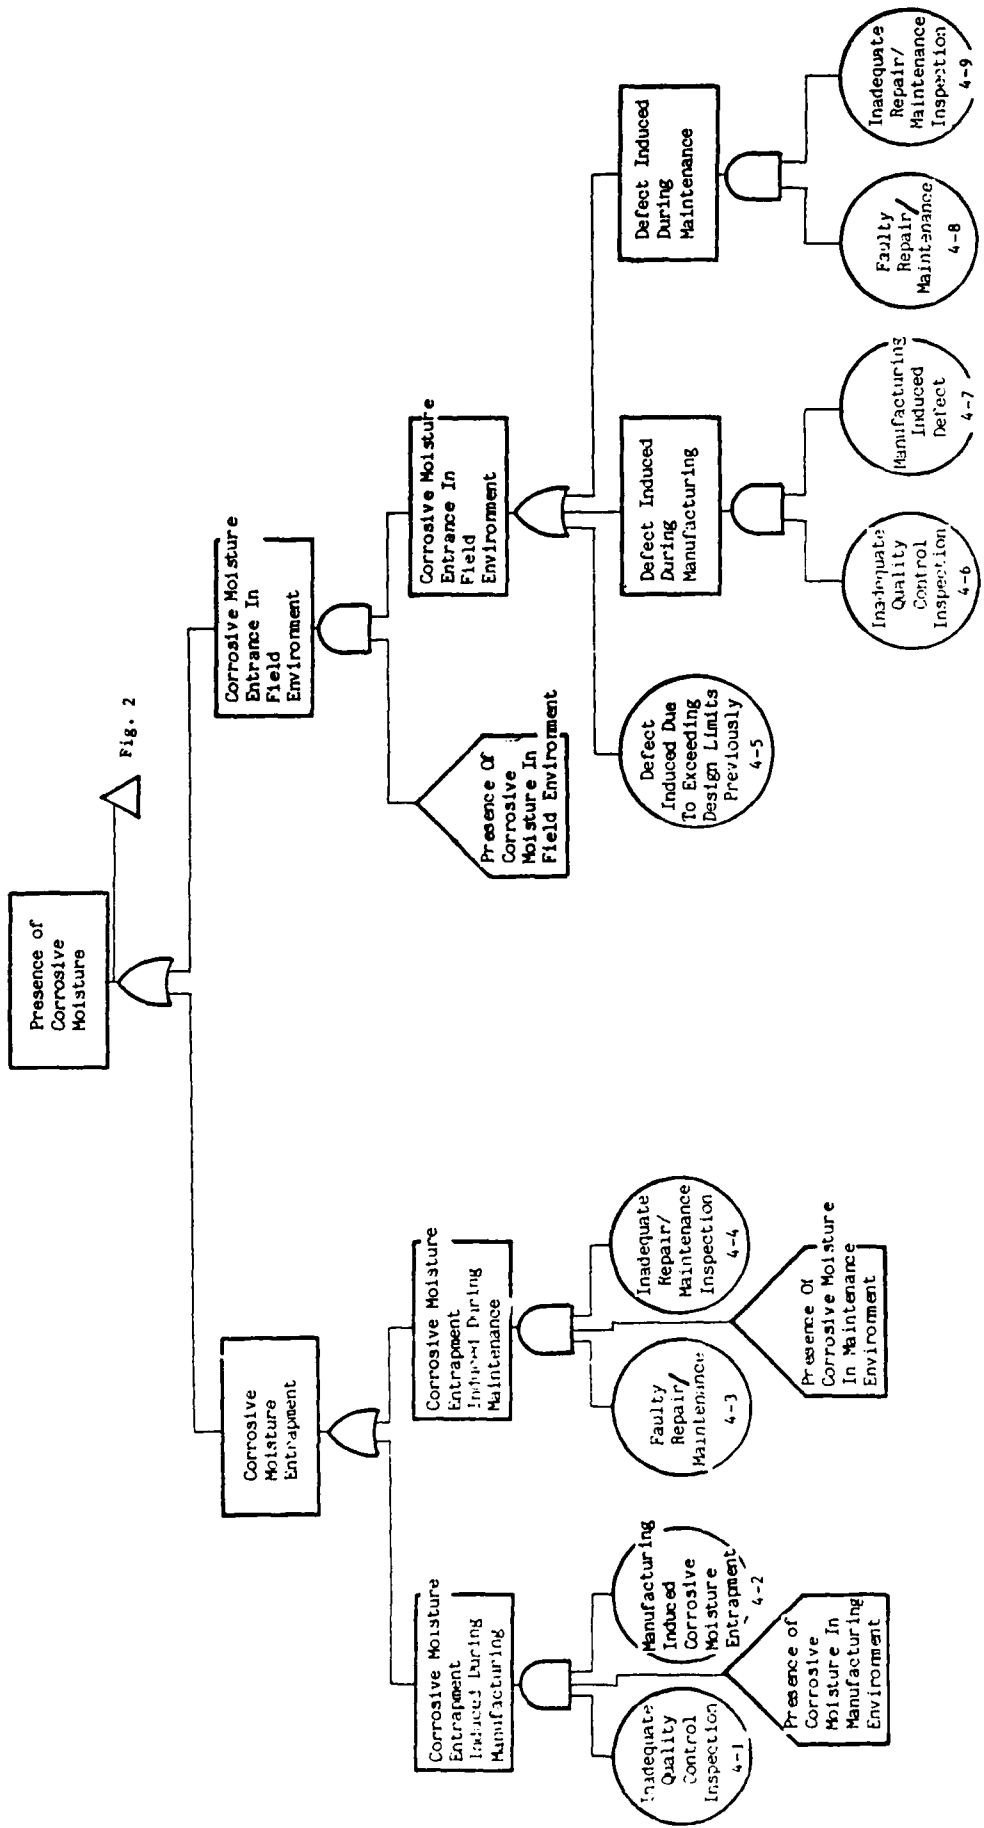 Presence of
Corrosive
Moisture
Fig. 2
Corrosive
Moisture
Entrapment
Corrosive Moisture
Entrance In
Field
Environment
Corrosive Moisture
Entrapment
Induced During
Manufacturing
Corrosive Moisture
Entrapment
Induced During
Maintenance
Presence Of
Corrosive
Moisture In
Field Environment
Corrosive Moisture
Entrance In
Field
Environment
Inadequate
Quality
Control
Inspection
4-1
Manufacturing
Induced
Corrosive
Moisture
Entrapment
4-2
Presence of
Corrosive
Moisture In
Manufacturing
Environment
Faulty
Repair/
Maintenance
4-3
Inadequate
Repair/
Maintenance
Inspection
4-4
Presence Of
Corrosive Moisture
In Maintenance
Environment
Defect
Induced Due
To Exceeding
Design Limits
Previously
4-5
Defect Induced
During
Manufacturing
Defect Induced
During
Maintenance
Inadequate
Quality
Control
Inspection
4-6
Manufacturing
Induced
Defect
4-7
Faulty
Repair/
Maintenance
4-8
Inadequate
Repair/
Maintenance
Inspection
4-9